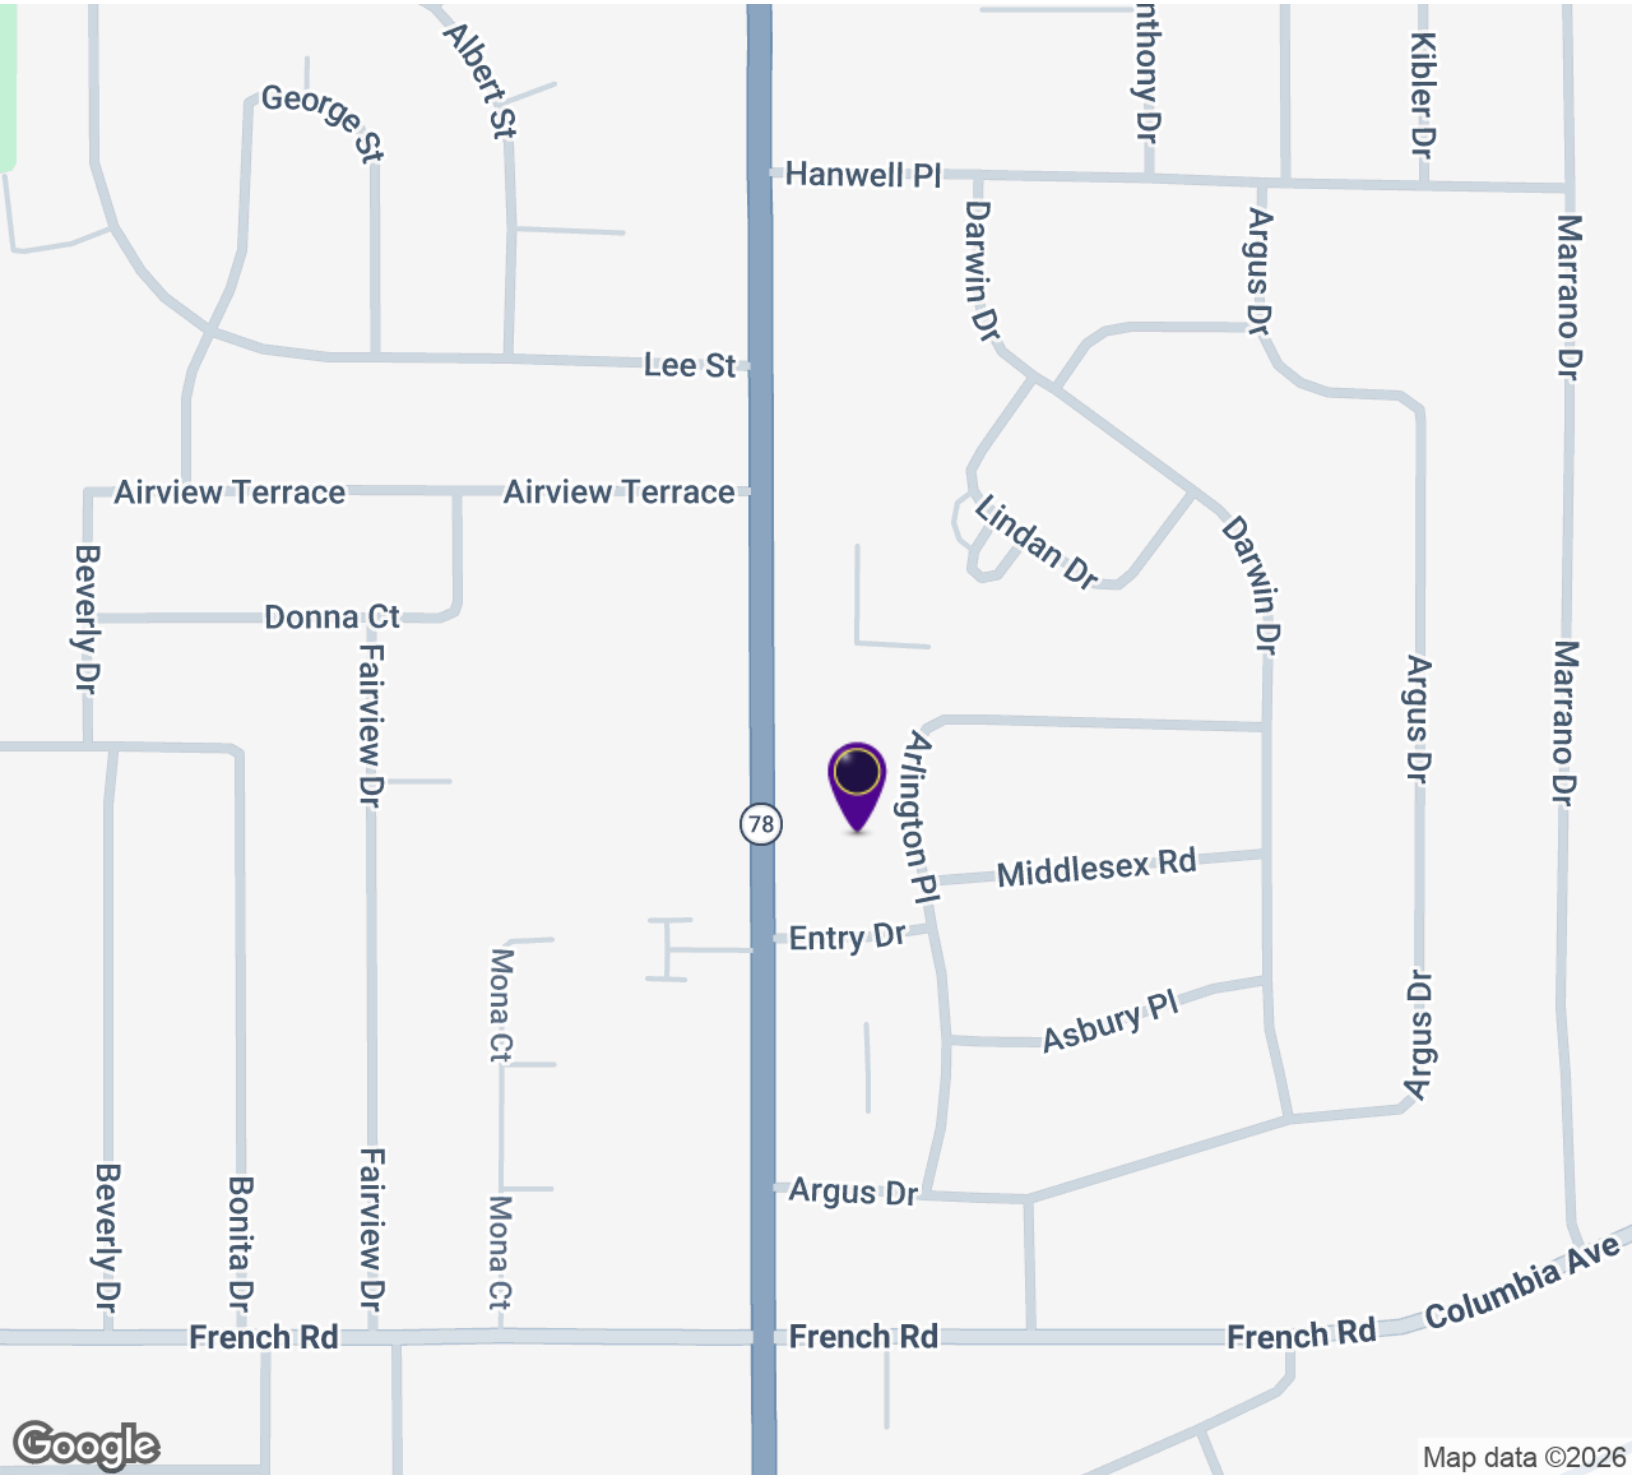 Albert St
nthony Dr
Kibler Dr
George St
Hanwell Pl
Darwin Dr
Argus Dr
Marrano Dr
Lee St
Airview Terrace
Airview Terrace
Lindan Dr
Darwin Dr
Beverly Dr
Donna Ct
Fairview Dr
Argus Dr
Marrano Dr
Arlington Pl
78
Middlesex Rd
Entry Dr
Mona Ct
Asbury Pl
Argus Dr
Beverly Dr
Bonita Dr
Fairview Dr
Mona Ct
Argus Dr
Columbia Ave
French Rd
French Rd
French Rd
Google
Map data ©2026